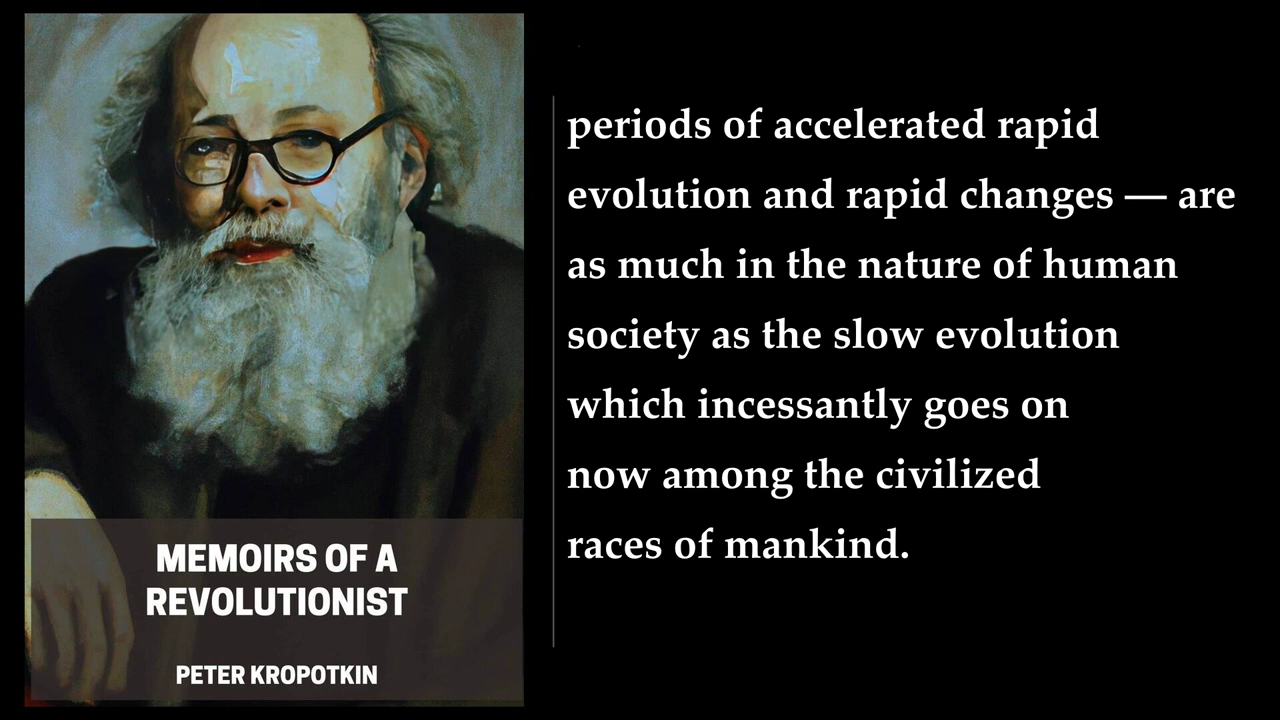 MEMOIRS OF A
REVOLUTIONIST
PETER KROPOTKIN
periods of accelerated rapid
evolution and rapid changes — are
as much in the nature of human
society as the slow evolution
which incessantly goes on
now among the civilized
races of mankind.